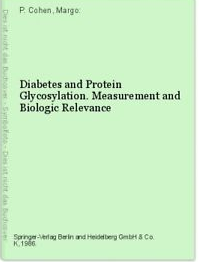 P. Cohen, Margo:
Diabetes and Protein
Glycosylation. Measurement and
Biologic Relevance
Springer-Verlag Berlin and Heidelberg GmbH & Co.
K, 1986.